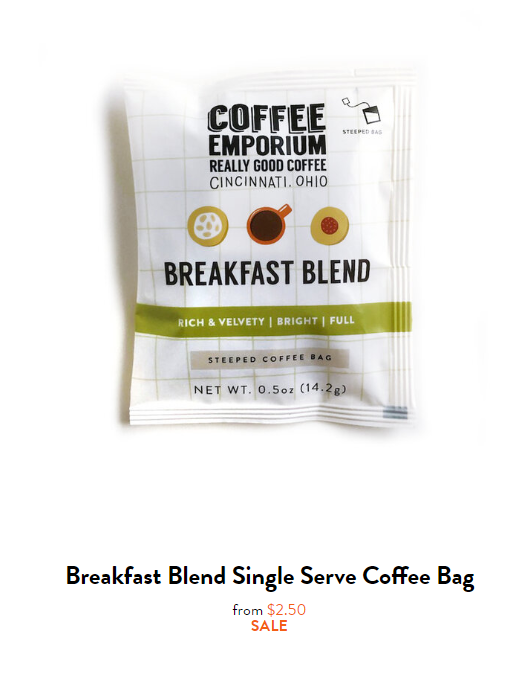 COFFEE
EMPORIUM
REALLY GOOD COFFEE
CINCINNATI, OHIO
STEEPED BAG
BREAKFAST BLEND
RICH & VELVETY | BRIGHT | FULL
STEEPED COFFEE BAG
NET WT. 0.5oz (14.2g)
Breakfast Blend Single Serve Coffee Bag
from $2.50
SALE